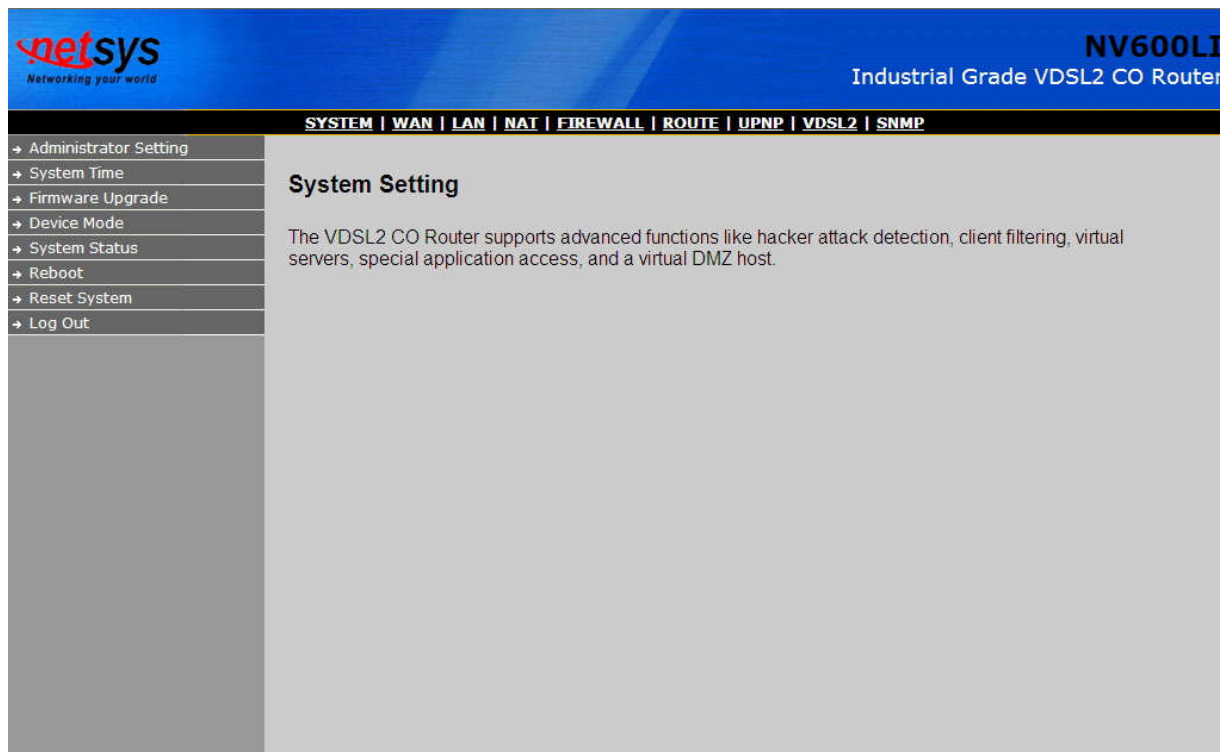 netsys
Networking your world
NV600LI
Industrial Grade VDSL2 CO Router
SYSTEM | WAN | LAN | NAT | FIREWALL | ROUTE | UPNP | VDSL2 | SNMP
→ Administrator Setting
→ System Time
→ Firmware Upgrade
→ Device Mode
→ System Status
→ Reboot
→ Reset System
→ Log Out
System Setting
The VDSL2 CO Router supports advanced functions like hacker attack detection, client filtering, virtual
servers, special application access, and a virtual DMZ host.